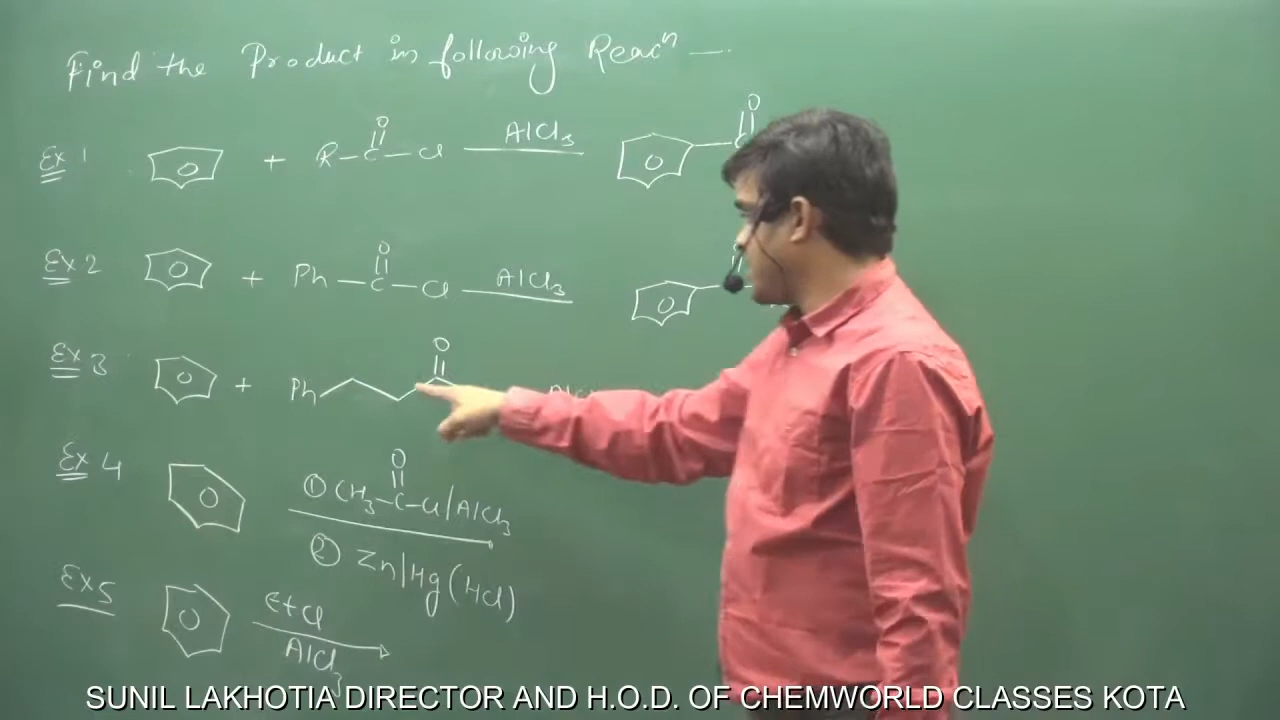 Find the Product in following Reacⁿ —.
Ex 1 + R-C-Cl AlCl3
O
O
Ex 2 + Ph-C-Cl AlCl3
O
Ex 3 + Ph
O
Ex 4 ① CH3-C-Cl/AlCl3
O
② Zn/Hg (HCl)
Ex 5 EtCl
AlCl3
SUNIL LAKHOTIA DIRECTOR AND H.O.D. OF CHEMWORLD CLASSES KOTA